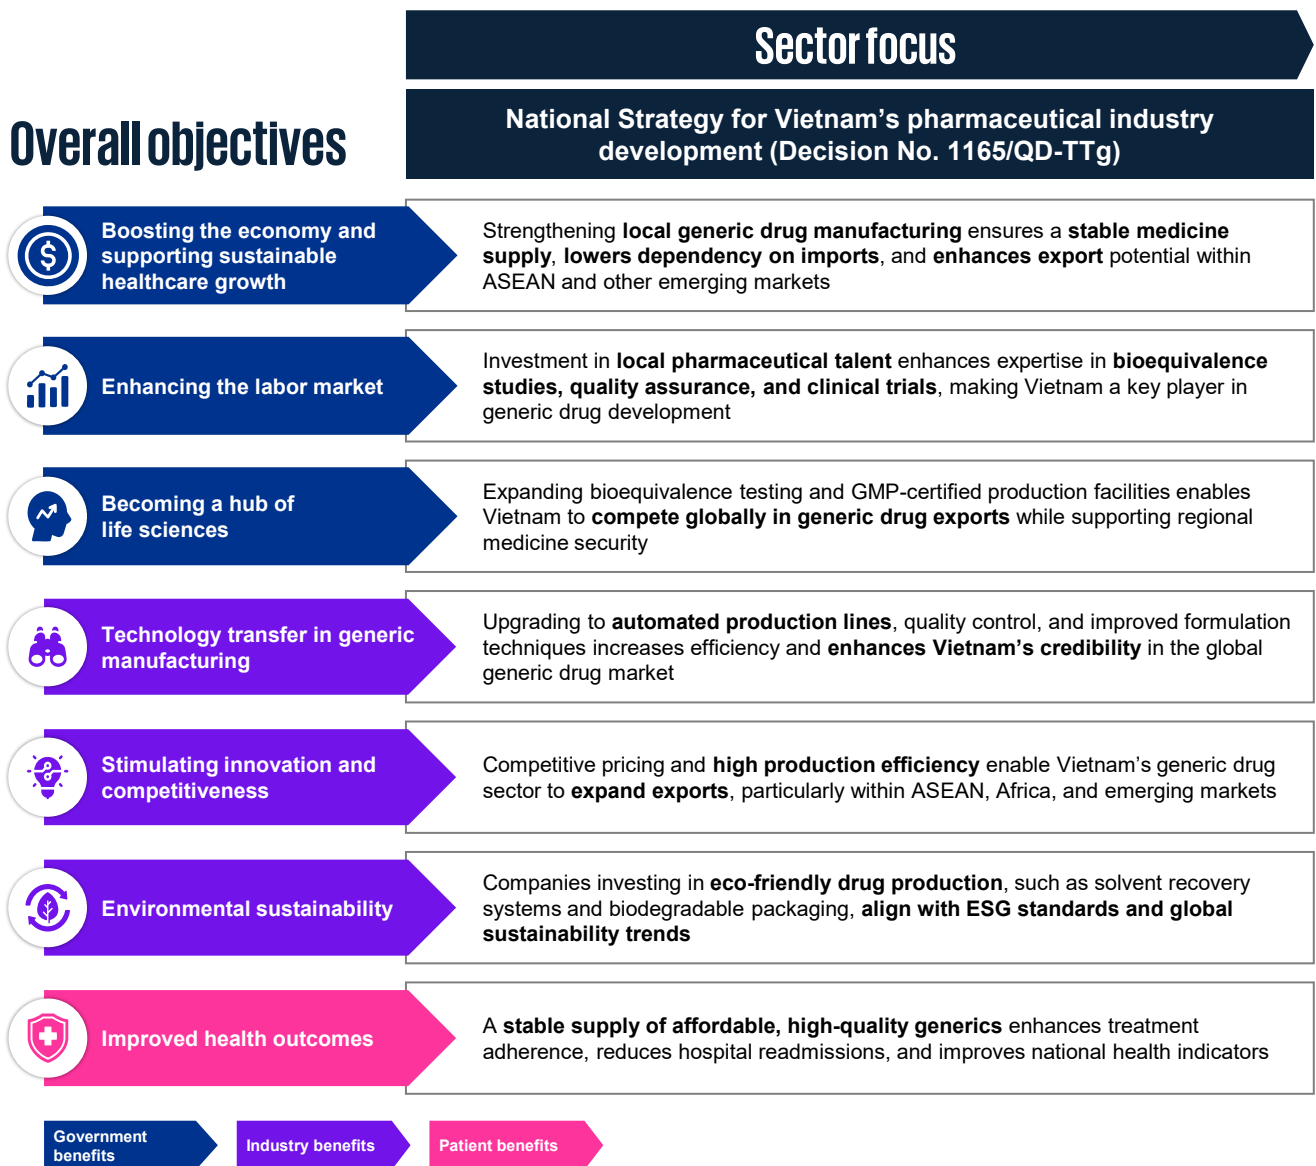 Sector focus
Overall objectives
National Strategy for Vietnam’s pharmaceutical industry
development (Decision No. 1165/QD-TTg)
Boosting the economy and
supporting sustainable
healthcare growth
Strengthening local generic drug manufacturing ensures a stable medicine
supply, lowers dependency on imports, and enhances export potential within
ASEAN and other emerging markets
Enhancing the labor market
Investment in local pharmaceutical talent enhances expertise in bioequivalence
studies, quality assurance, and clinical trials, making Vietnam a key player in
generic drug development
Becoming a hub of
life sciences
Expanding bioequivalence testing and GMP-certified production facilities enables
Vietnam to compete globally in generic drug exports while supporting regional
medicine security
Technology transfer in generic
manufacturing
Upgrading to automated production lines, quality control, and improved formulation
techniques increases efficiency and enhances Vietnam’s credibility in the global
generic drug market
Stimulating innovation and
competitiveness
Competitive pricing and high production efficiency enable Vietnam’s generic drug
sector to expand exports, particularly within ASEAN, Africa, and emerging markets
Environmental sustainability
Companies investing in eco-friendly drug production, such as solvent recovery
systems and biodegradable packaging, align with ESG standards and global
sustainability trends
Improved health outcomes
A stable supply of affordable, high-quality generics enhances treatment
adherence, reduces hospital readmissions, and improves national health indicators
Government
benefits
Industry benefits
Patient benefits